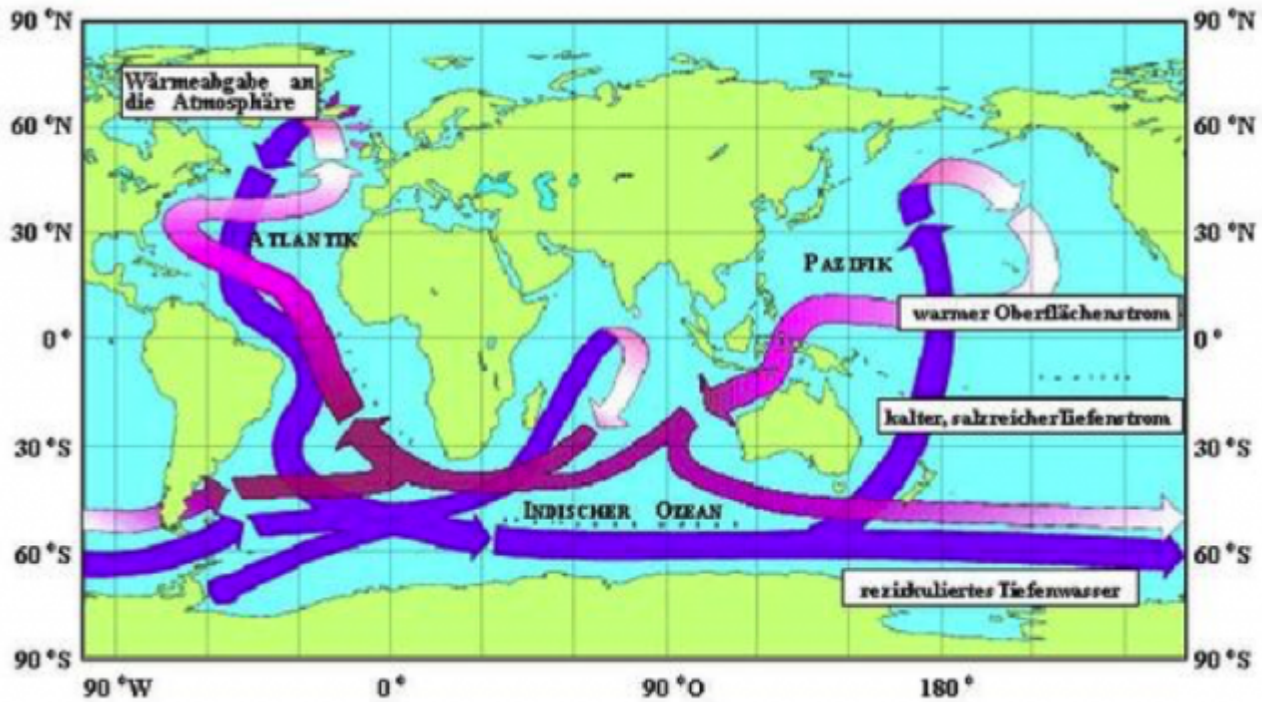 90 °N
90 °N
Wärmeabgabe an
die Atmosphäre
60 °N
60 °N
30 °N
ATLANTIK
30 °N
PAZIFIK
warmer Oberflächenstrom
0 °
0 °
kalter, salzreicher Tiefenstrom
30 °S
30 °S
INDISCHER OZEAN
60 °S
60 °S
rezirkuliertes Tiefenwasser
90 °S
90 °S
90 °W
0 °
90 °O
180 °